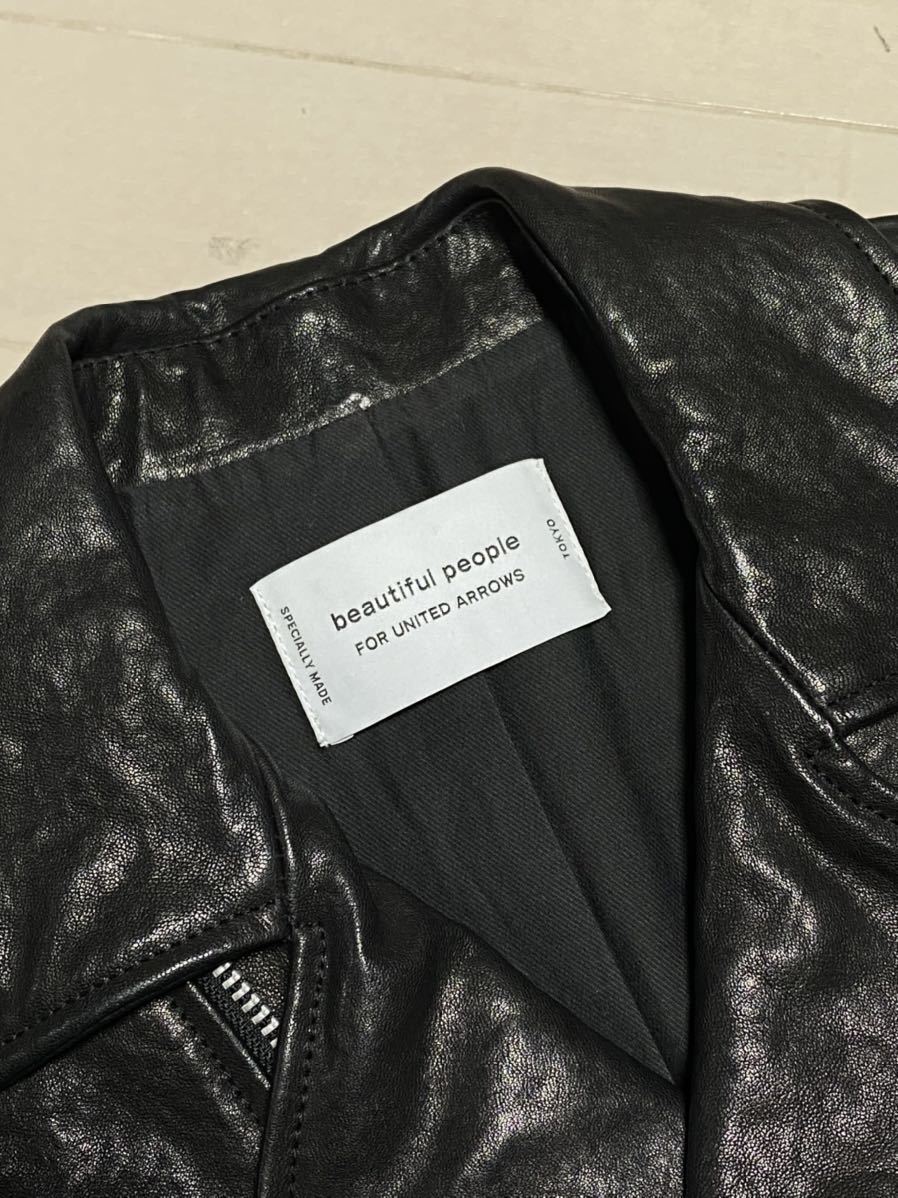 beautiful people
FOR UNITED ARROWS
SPECIALLY MADE
TOKYO